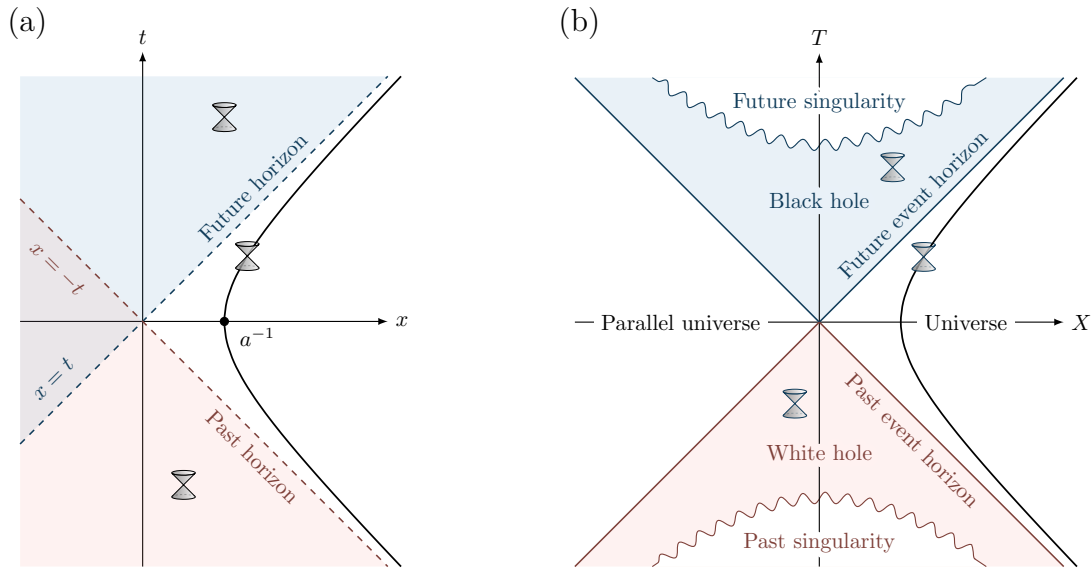 (a)
t
Future horizon
x = −t
x
a⁻¹
x = t
Past horizon
(b)
T
Future singularity
Black hole
Future event horizon
Parallel universe
Universe
X
Past event horizon
White hole
Past singularity